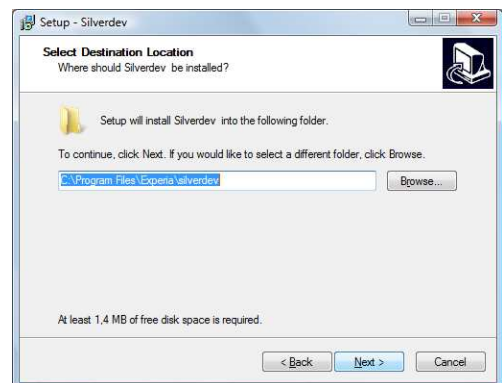 Setup - Silverdev
Select Destination Location
Where should Silverdev be installed?
Setup will install Silverdev into the following folder.
To continue, click Next. If you would like to select a different folder, click Browse.
C:\Program Files\Experia\silverdev
Browse...
At least 1,4 MB of free disk space is required.
< Back
Next >
Cancel